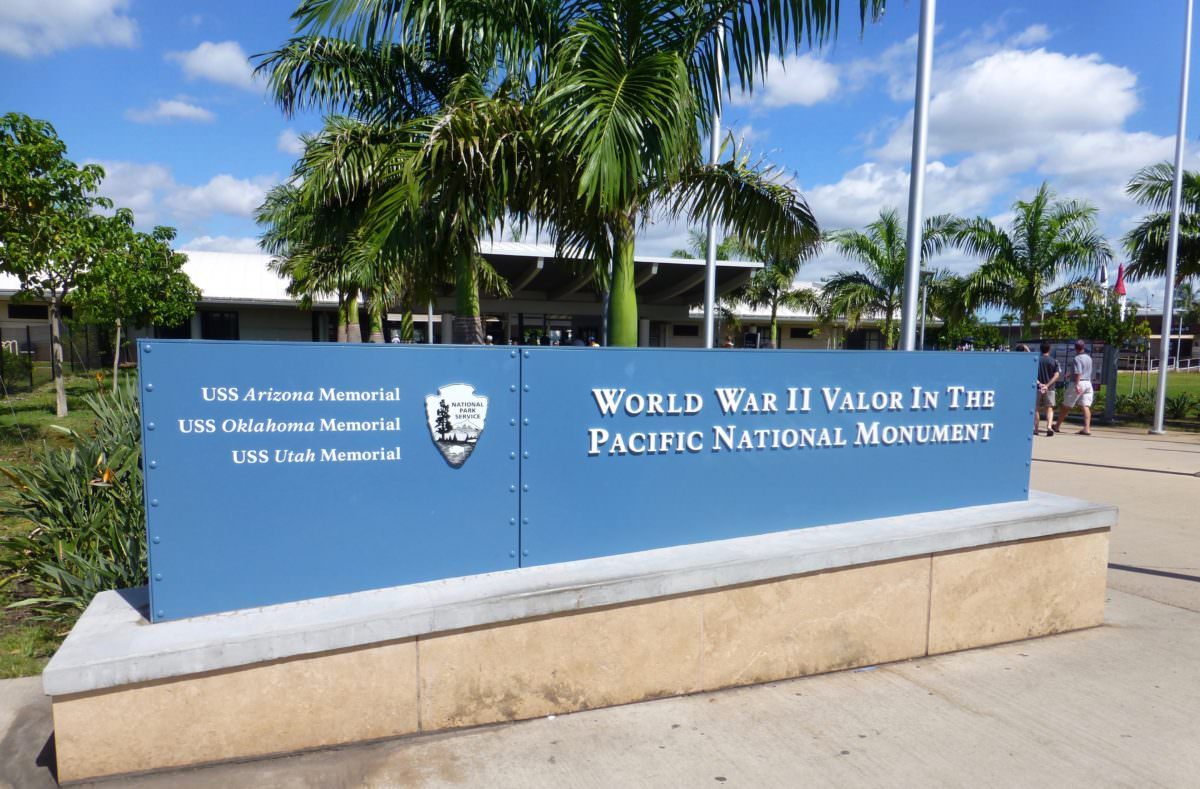 USS Arizona Memorial
USS Oklahoma Memorial
USS Utah Memorial
NATIONAL
PARK
SERVICE
WORLD WAR II VALOR IN THE
PACIFIC NATIONAL MONUMENT